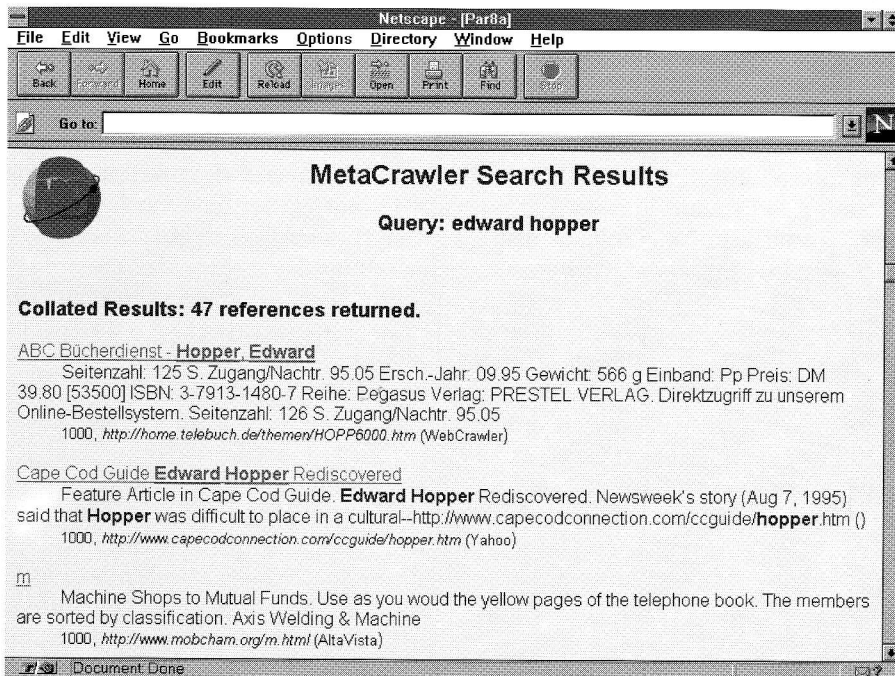 Netscape - [Par8a]
File Edit View Go Bookmarks Options Directory Window Help
Back Forward Home Edit Reload Images Open Print Find Stop
Go to:
N
MetaCrawler Search Results
Query: edward hopper
Collated Results: 47 references returned.
ABC Bücherdienst - Hopper, Edward
Seitenzahl: 125 S. Zugang/Nachtr. 95.05 Ersch.-Jahr: 09.95 Gewicht: 566 g Einband: Pp Preis: DM
39.80 [53500] ISBN: 3-7913-1480-7 Reihe: Pegasus Verlag: PRESTEL VERLAG. Direktzugriff zu unserem
Online-Bestellsystem. Seitenzahl: 126 S. Zugang/Nachtr. 95.05
1000, http://home.telebuch.de/themen/HOPP6000.htm (WebCrawler)
Cape Cod Guide Edward Hopper Rediscovered
Feature Article in Cape Cod Guide. Edward Hopper Rediscovered. Newsweek's story (Aug 7, 1995)
said that Hopper was difficult to place in a cultural--http://www.capecodconnection.com/ccguide/hopper.htm ()
1000, http://www.capecodconnection.com/ccguide/hopper.htm (Yahoo)
m
Machine Shops to Mutual Funds. Use as you woud the yellow pages of the telephone book. The members
are sorted by classification. Axis Welding & Machine
1000, http://www.mobcham.org/m.html (AltaVista)
Document: Done